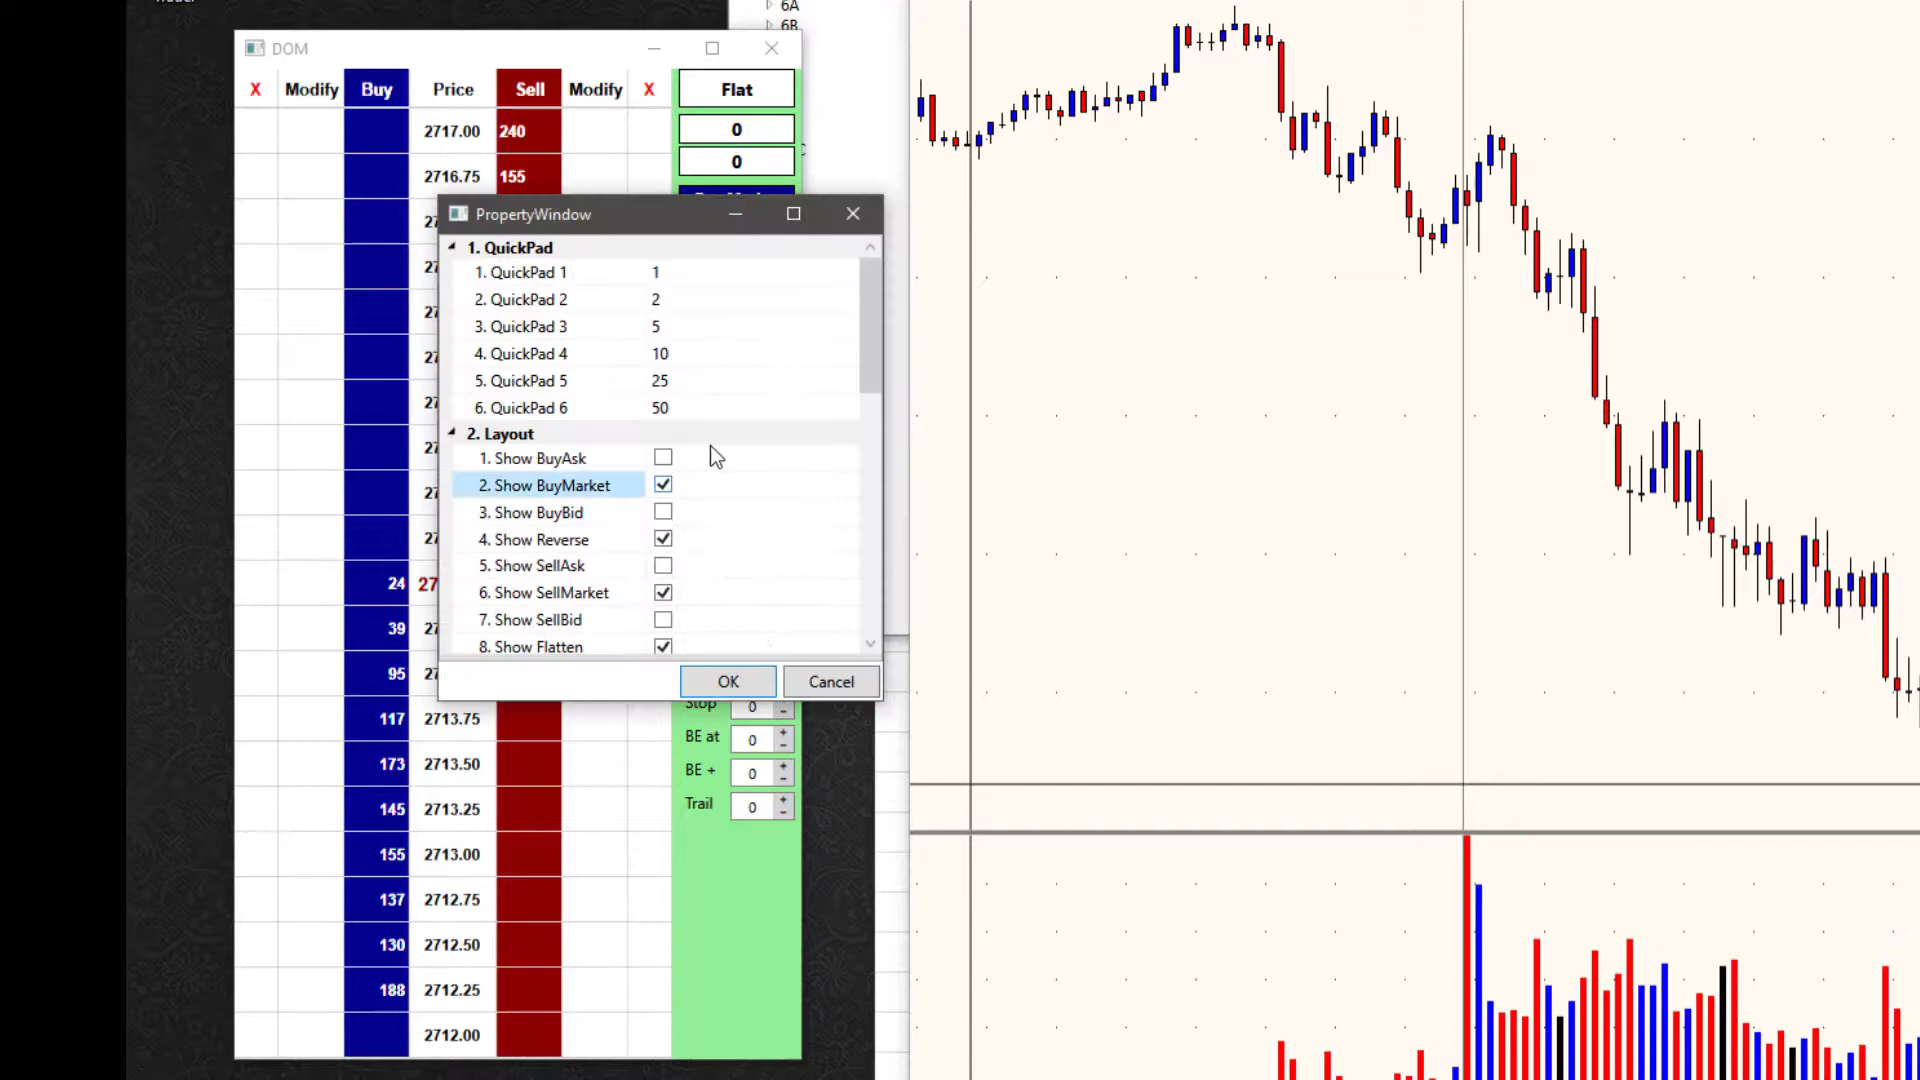 6A
6B
DOM
X Modify Buy Price Sell Modify X Flat
0
2717.00 240
0
2716.75 155
PropertyWindow
1. QuickPad
1. QuickPad 1 1
2. QuickPad 2 2
3. QuickPad 3 5
4. QuickPad 4 10
5. QuickPad 5 25
6. QuickPad 6 50
2. Layout
1. Show BuyAsk
2. Show BuyMarket
3. Show BuyBid
4. Show Reverse
5. Show SellAsk
6. Show SellMarket
7. Show SellBid
8. Show Flatten
OK Cancel
24 27
39 27
95 27
Stop 0
117 2713.75
BE at 0
173 2713.50
BE + 0
145 2713.25
Trail 0
155 2713.00
137 2712.75
130 2712.50
188 2712.25
2712.00